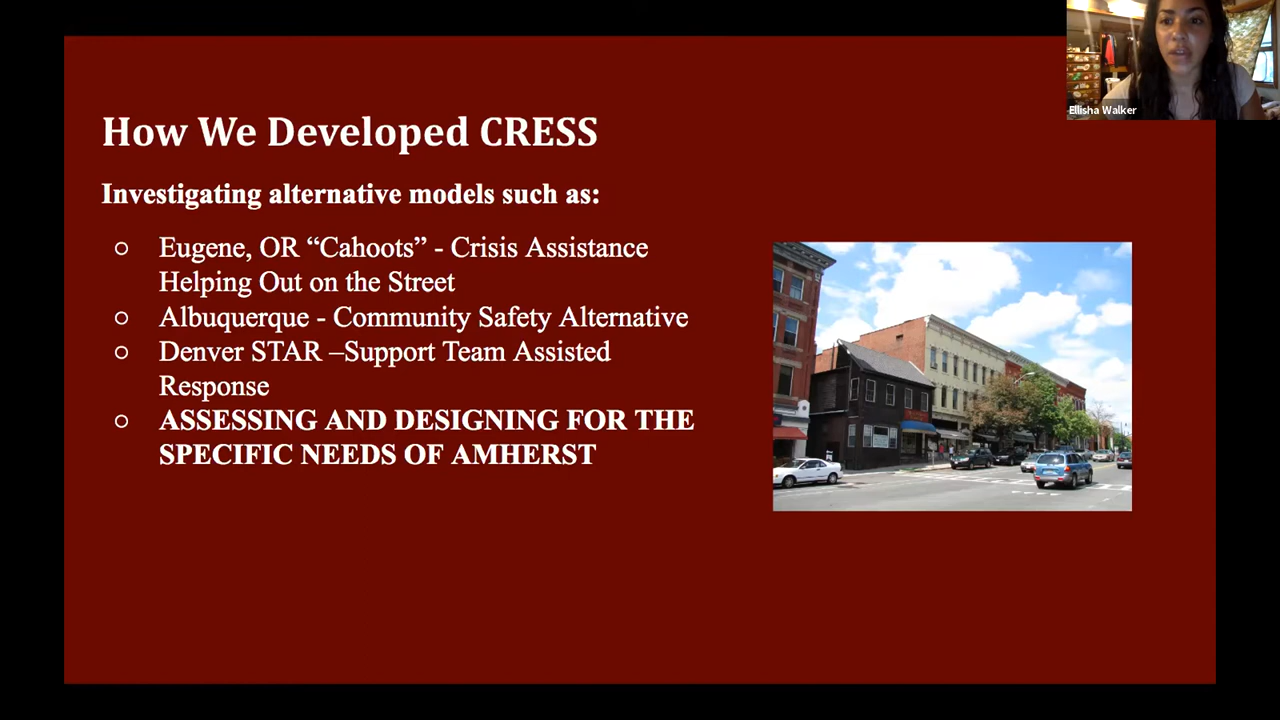 Ellisha Walker
How We Developed CRESS
Investigating alternative models such as:
○ Eugene, OR “Cahoots” - Crisis Assistance
Helping Out on the Street
○ Albuquerque - Community Safety Alternative
○ Denver STAR –Support Team Assisted
Response
○ ASSESSING AND DESIGNING FOR THE
SPECIFIC NEEDS OF AMHERST